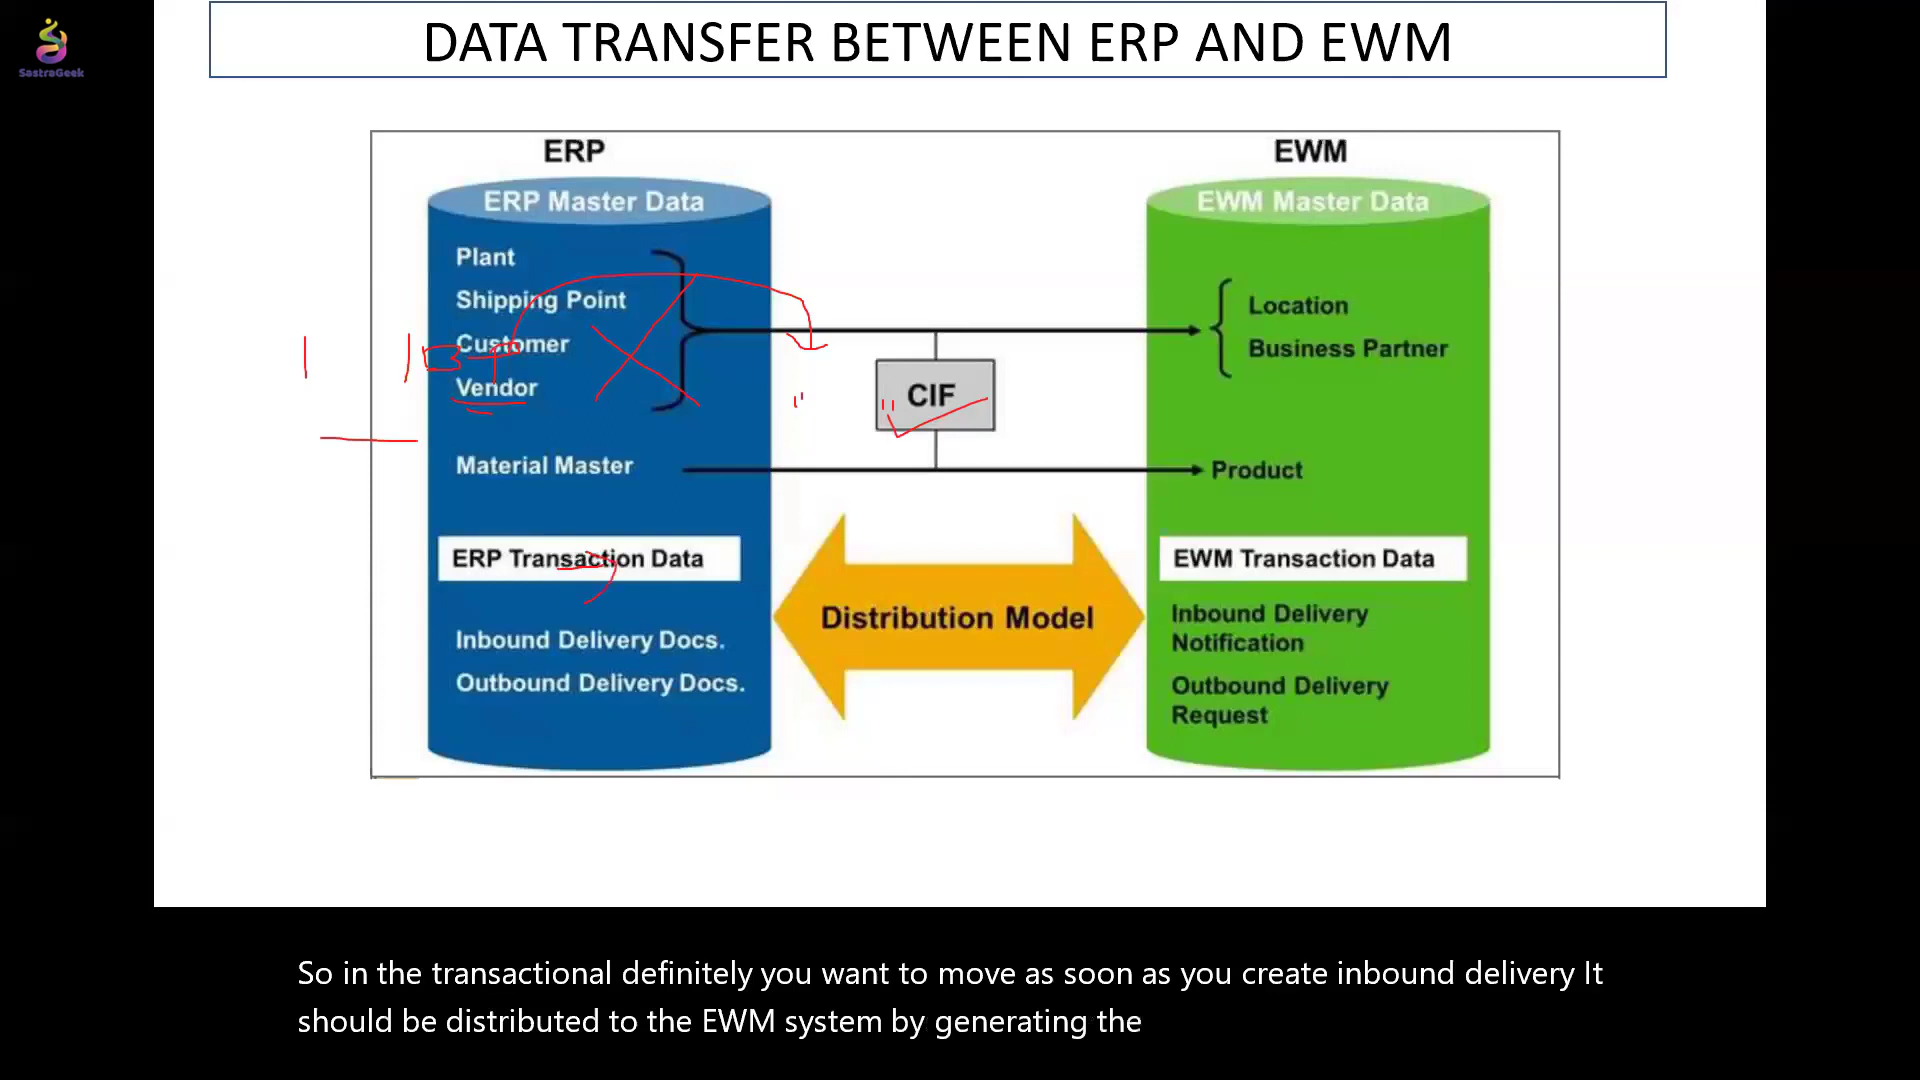 SastraGeek
DATA TRANSFER BETWEEN ERP AND EWM
ERP
ERP Master Data
Plant
Shipping Point
Customer
Vendor
Material Master
ERP Transaction Data
Inbound Delivery Docs.
Outbound Delivery Docs.
CIF
Distribution Model
EWM
EWM Master Data
Location
Business Partner
Product
EWM Transaction Data
Inbound Delivery
Notification
Outbound Delivery
Request
So in the transactional definitely you want to move as soon as you create inbound delivery It
should be distributed to the EWM system by generating the